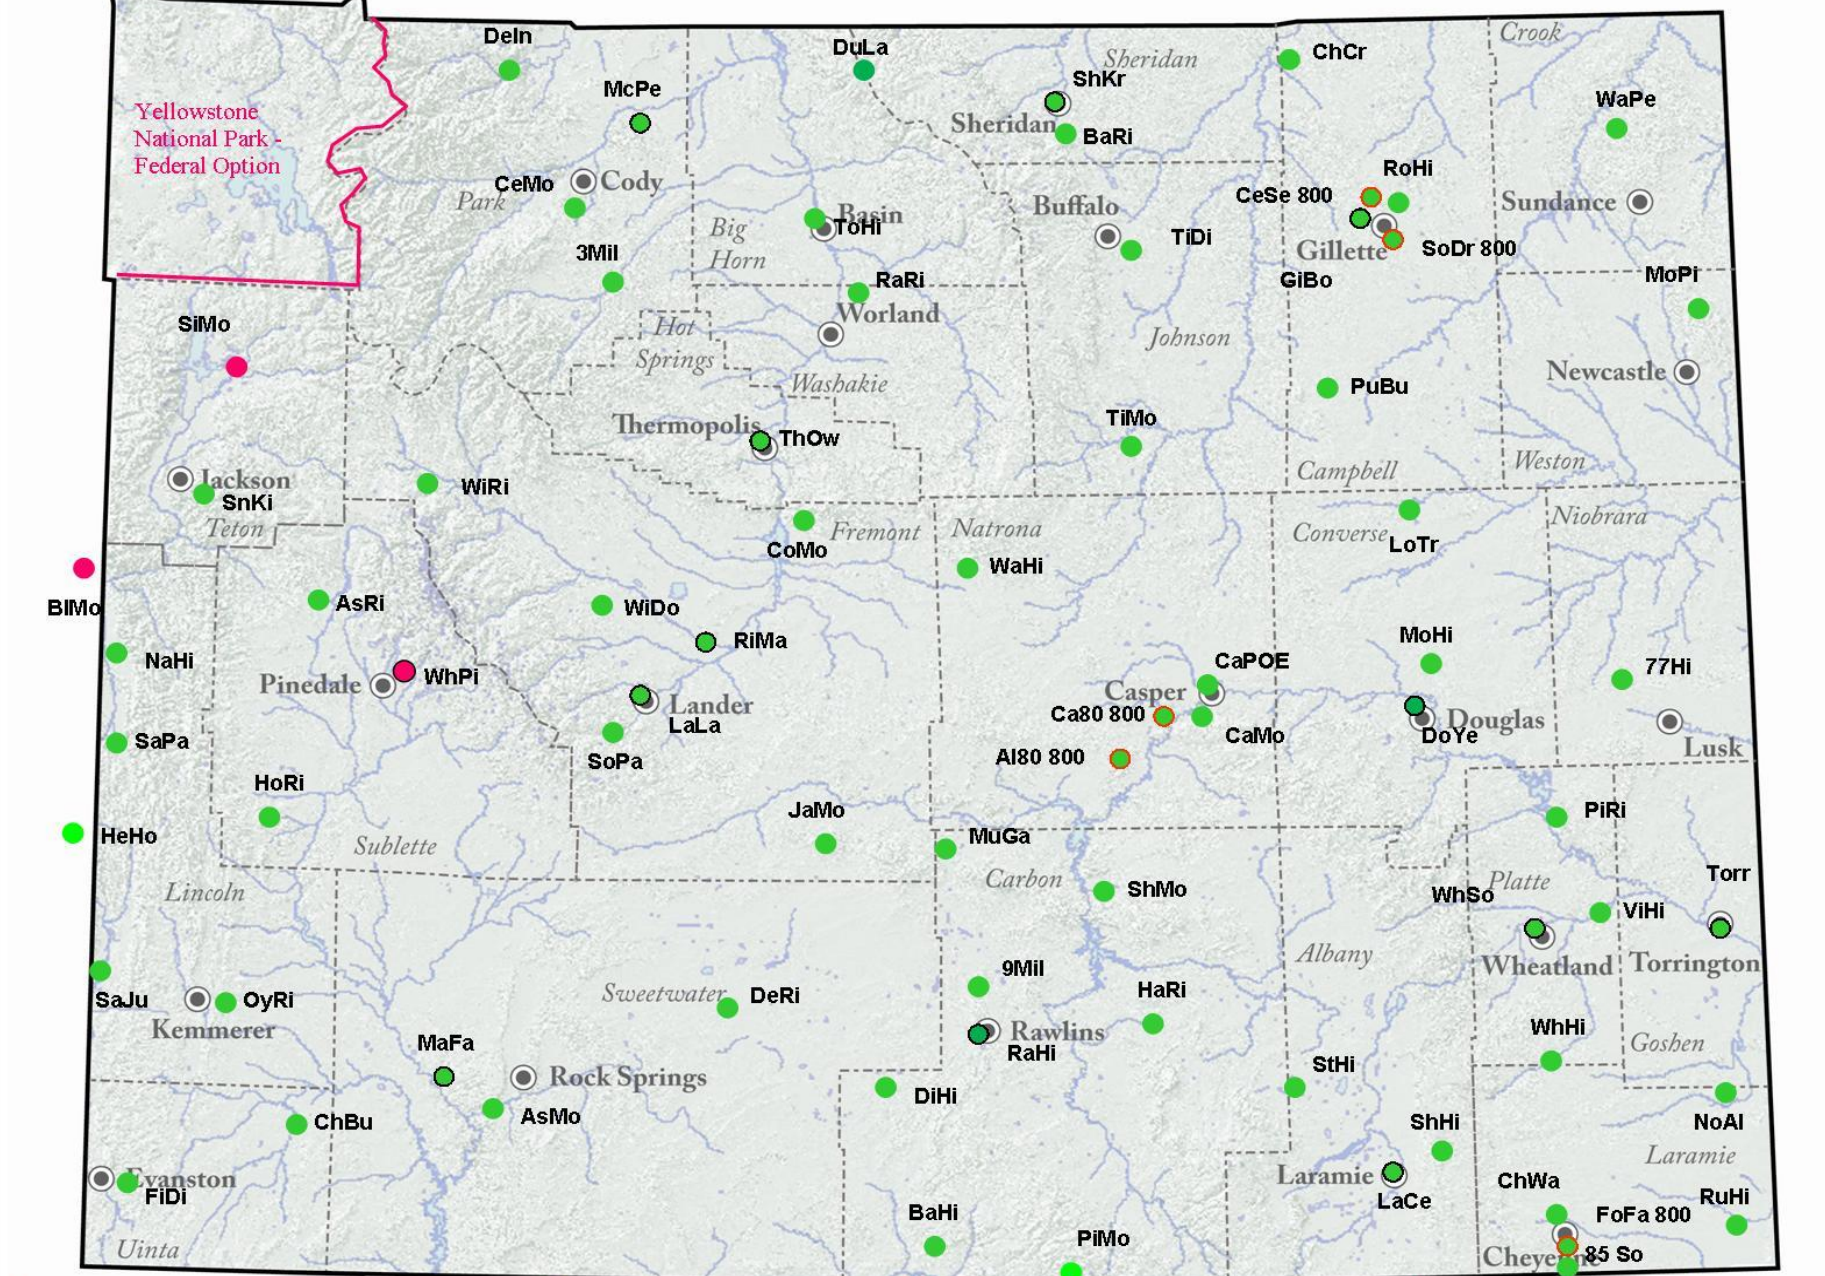 DeIn
DuLa
Sheridan
ChCr
Crook
McPe
ShKr
WaPe
Yellowstone
National Park -
Federal Option
Sheridan
BaRi
RoHi
CeMo
Cody
Park
CeSe 800
Sundance
Basin
ToHi
Big
Horn
Buffalo
TiDi
Gillette
SoDr 800
3Mil
RaRi
GiBo
MoPi
Worland
SiMo
Hot
Springs
Johnson
Washakie
PuBu
Newcastle
Thermopolis
ThOw
TiMo
Campbell
Weston
Jackson
SnKi
WiRi
Teton
CoMo
Fremont
Natrona
Converse
LoTr
Niobrara
WaHi
BlMo
AsRi
WiDo
RiMa
MoHi
NaHi
CaPOE
77Hi
Pinedale
WhPi
Lander
LaLa
Casper
Ca80 800
CaMo
Douglas
DoYe
SaPa
SoPa
Al80 800
Lusk
HoRi
JaMo
PiRi
HeHo
Sublette
MuGa
Lincoln
Carbon
ShMo
Platte
WhSo
Torr
ViHi
Albany
Wheatland
Torrington
SaJu
OyRi
Kemmerer
Sweetwater
DeRi
9Mil
HaRi
Rawlins
RaHi
WhHi
Goshen
MaFa
Rock Springs
AsMo
StHi
DiHi
ChBu
ShHi
NoAl
Laramie
Evanston
FiDi
Laramie
LaCe
ChWa
RuHi
BaHi
FoFa 800
PiMo
Uinta
Cheyenne
85 So